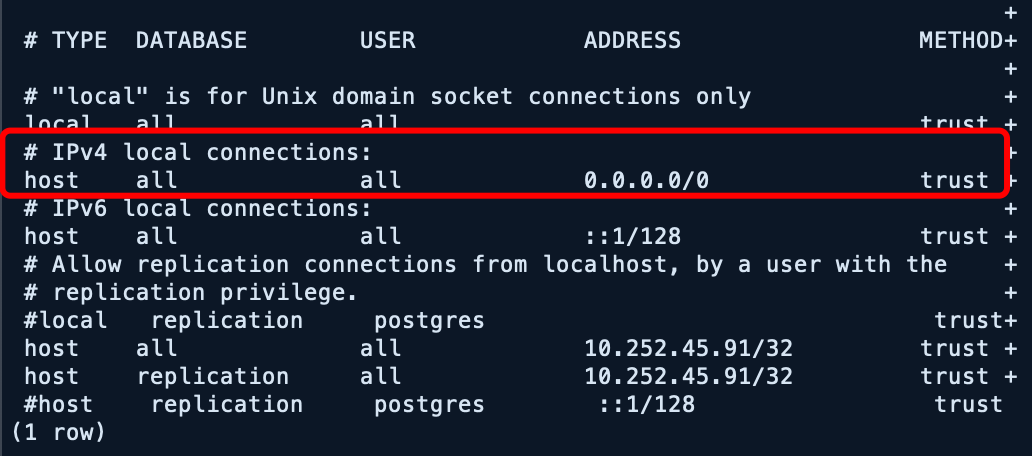 +
# TYPE  DATABASE        USER            ADDRESS                 METHOD+
+
# "local" is for Unix domain socket connections only                   +
local   all             all                                     trust +
# IPv4 local connections:                                              +
host    all             all             0.0.0.0/0               trust +
# IPv6 local connections:                                              +
host    all             all             ::1/128                 trust +
# Allow replication connections from localhost, by a user with the    +
# replication privilege.                                               +
#local   replication     postgres                                trust+
host    all             all             10.252.45.91/32         trust +
host    replication     all             10.252.45.91/32         trust +
#host    replication     postgres        ::1/128                 trust
(1 row)